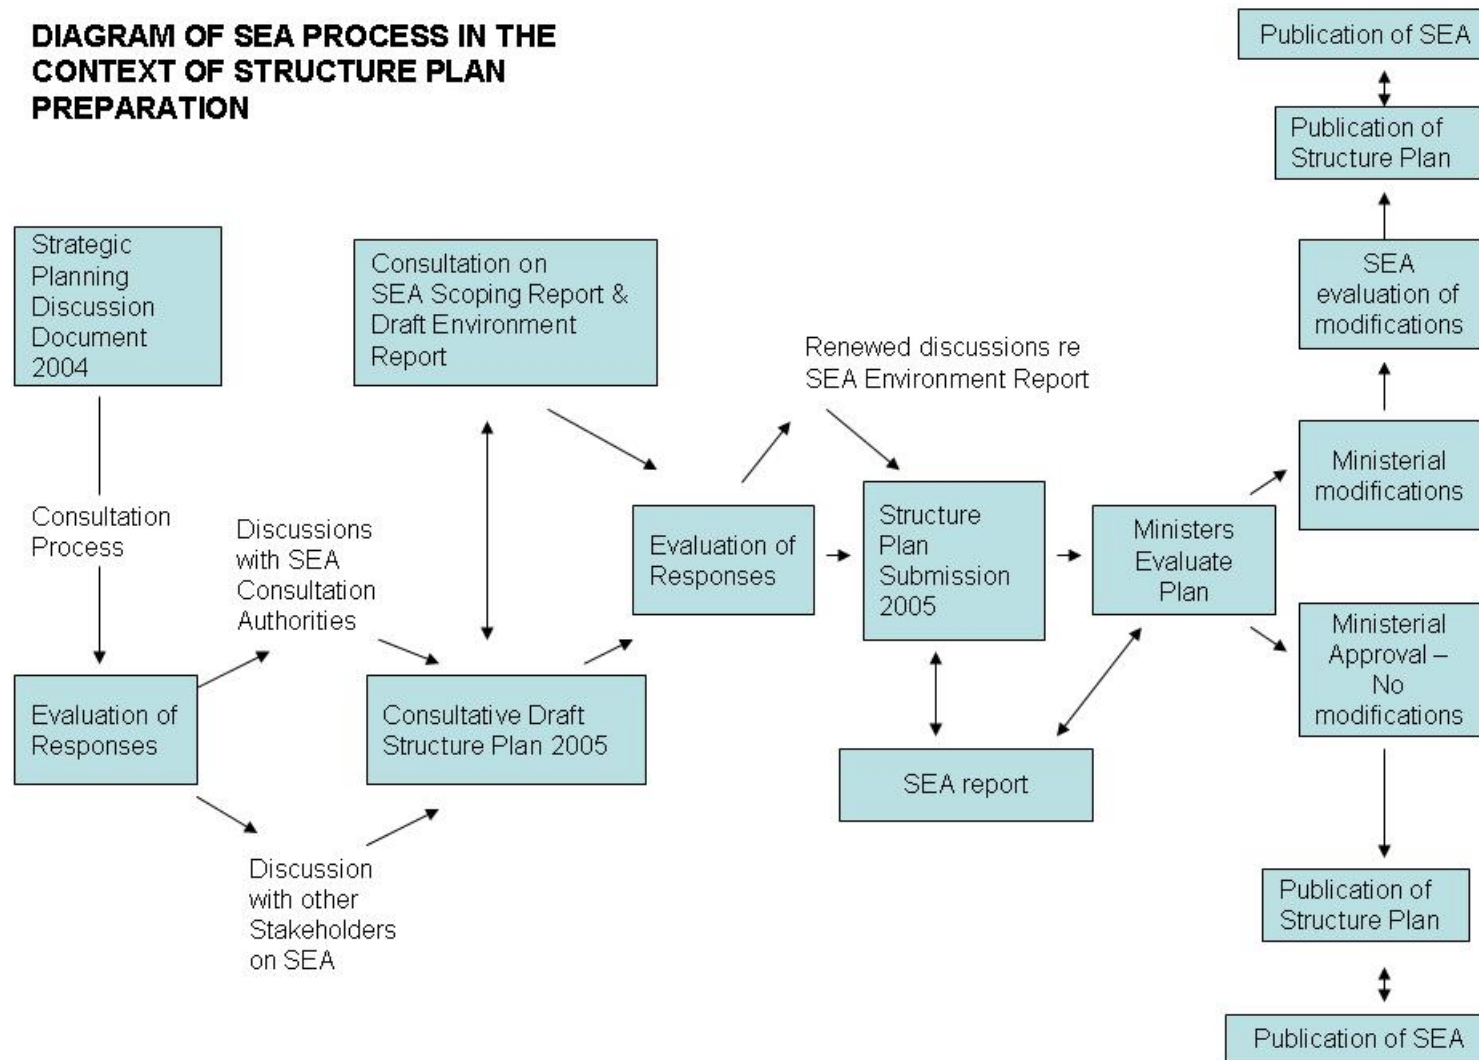 DIAGRAM OF SEA PROCESS IN THE
CONTEXT OF STRUCTURE PLAN
PREPARATION
Strategic
Planning
Discussion
Document
2004
Consultation
Process
Evaluation of
Responses
Discussions
with SEA
Consultation
Authorities
Discussion
with other
Stakeholders
on SEA
Consultation on
SEA Scoping Report &
Draft Environment
Report
Consultative Draft
Structure Plan 2005
Evaluation of
Responses
Renewed discussions re
SEA Environment Report
Structure
Plan
Submission
2005
SEA report
Ministers
Evaluate
Plan
Ministerial
modifications
SEA
evaluation of
modifications
Publication of
Structure Plan
Publication of SEA
Ministerial
Approval –
No
modifications
Publication of
Structure Plan
Publication of SEA